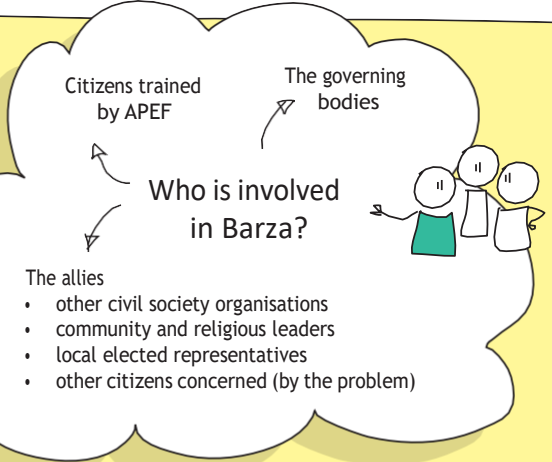 Citizens trained
by APEF
The governing
bodies
Who is involved
in Barza?
The allies
• other civil society organisations
• community and religious leaders
• local elected representatives
• other citizens concerned (by the problem)